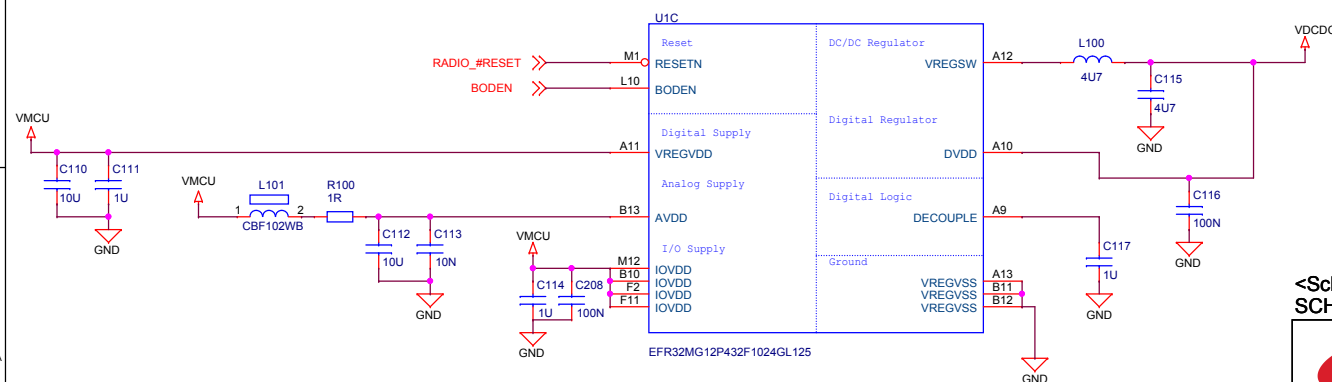 U1C
Reset
DC/DC Regulator
RADIO_#RESET
M1
RESETN
VREGSW
A12
L100
4U7
VDCDC
C115
4U7
GND
BODEN
L10
BODEN
Digital Regulator
VMCU
Digital Supply
A11
VREGVDD
DVDD
A10
C110
10U
C111
1U
GND
VMCU
L101
1
2
CBF102WB
R100
1R
Analog Supply
B13
AVDD
Digital Logic
DECOUPLE
A9
C116
100N
GND
C112
10U
C113
10N
GND
VMCU
I/O Supply
M12
IOVDD
B10
IOVDD
F2
IOVDD
F11
IOVDD
C114
1U
C208
100N
GND
Ground
VREGVSS
A13
VREGVSS
B11
VREGVSS
B12
C117
1U
GND
GND
EFR32MG12P432F1024GL125
<Sc
SCH